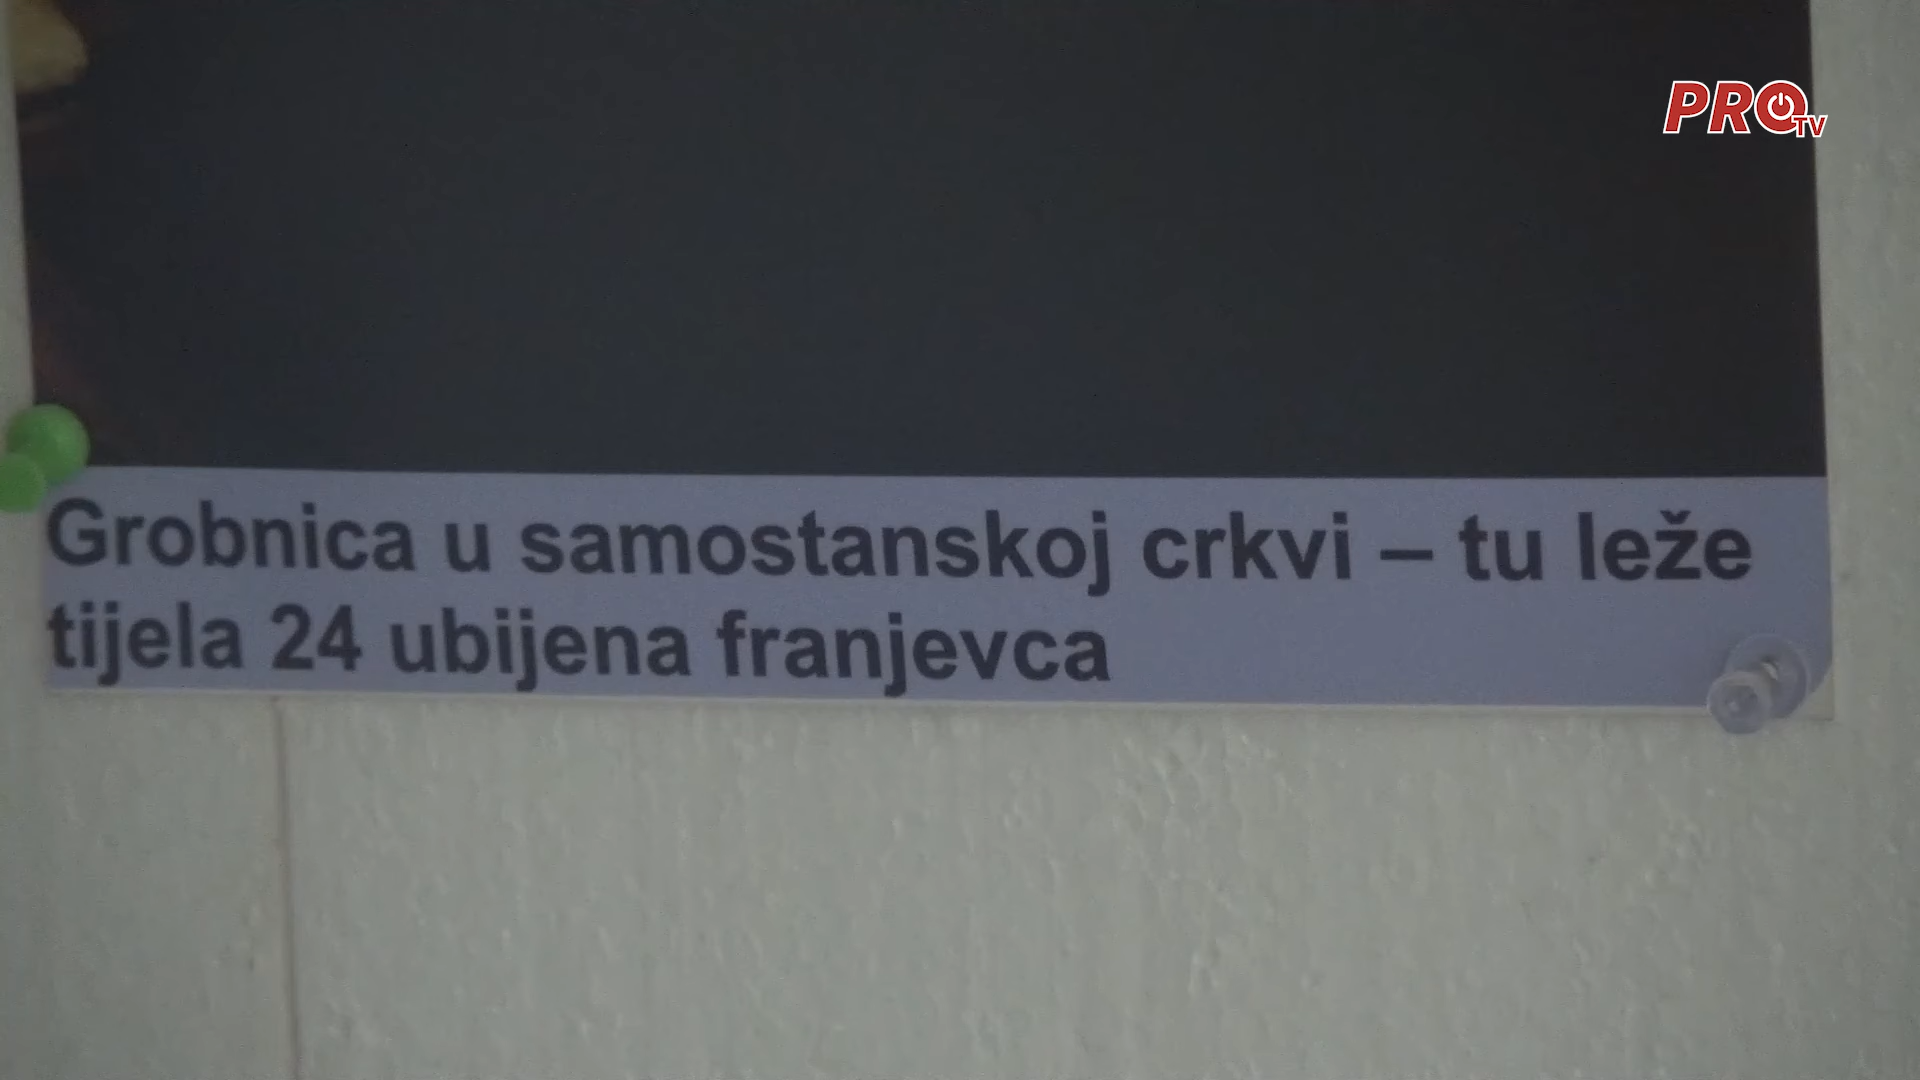 PRO TV
Grobnica u samostanskoj crkvi – tu leže
tijela 24 ubijena franjevca